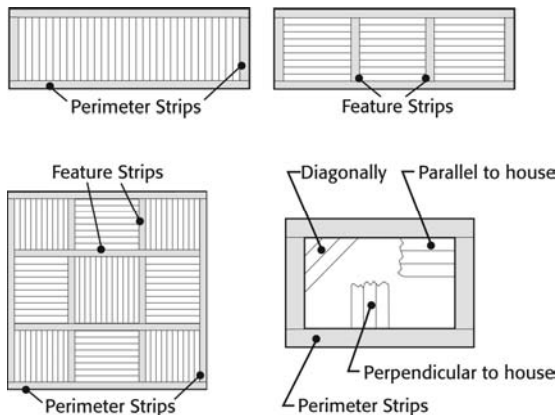 Perimeter Strips
Feature Strips
Feature Strips
Perimeter Strips
Diagonally
Parallel to house
Perpendicular to house
Perimeter Strips